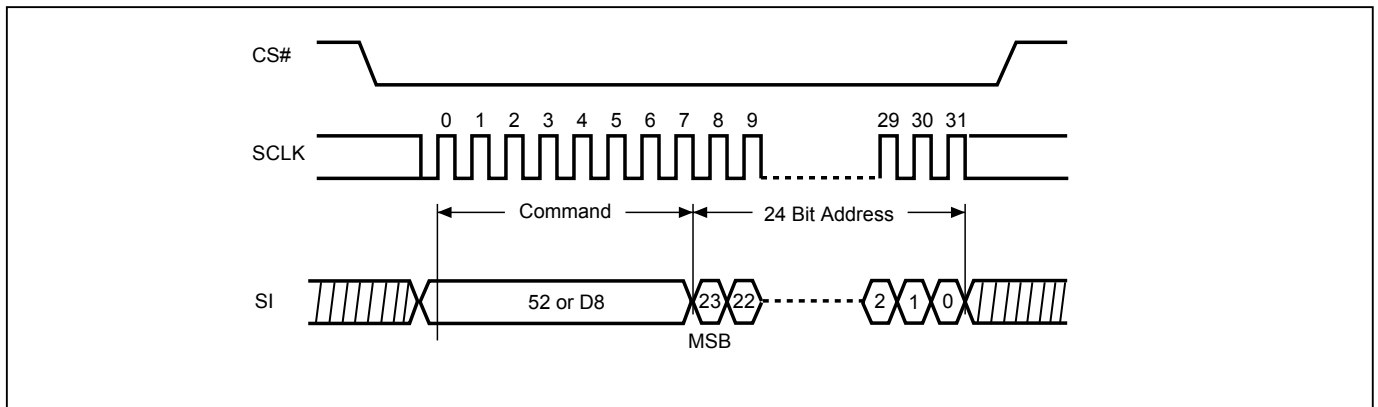 CS#
0 1 2 3 4 5 6 7 8 9 29 30 31
SCLK
Command 24 Bit Address
SI 52 or D8 23 22 2 1 0
MSB